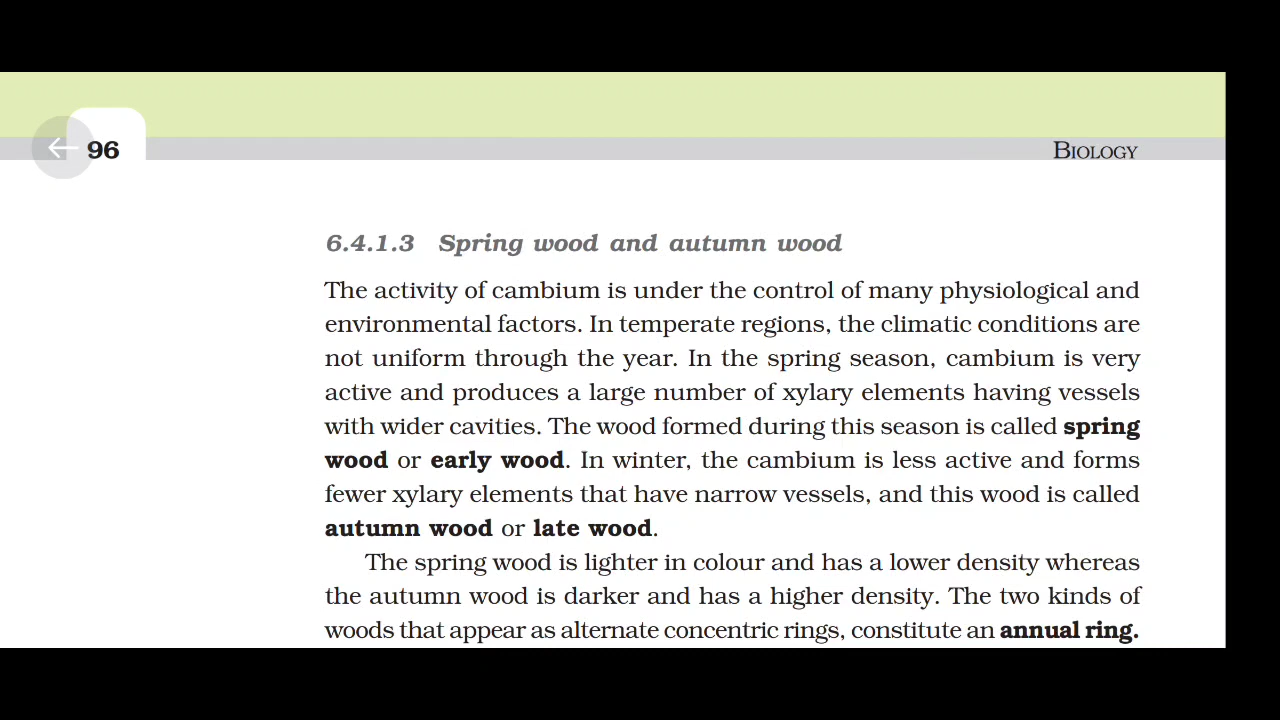 96
BIOLOGY
6.4.1.3 Spring wood and autumn wood
The activity of cambium is under the control of many physiological and
environmental factors. In temperate regions, the climatic conditions are
not uniform through the year. In the spring season, cambium is very
active and produces a large number of xylary elements having vessels
with wider cavities. The wood formed during this season is called spring
wood or early wood. In winter, the cambium is less active and forms
fewer xylary elements that have narrow vessels, and this wood is called
autumn wood or late wood.
The spring wood is lighter in colour and has a lower density whereas
the autumn wood is darker and has a higher density. The two kinds of
woods that appear as alternate concentric rings, constitute an annual ring.